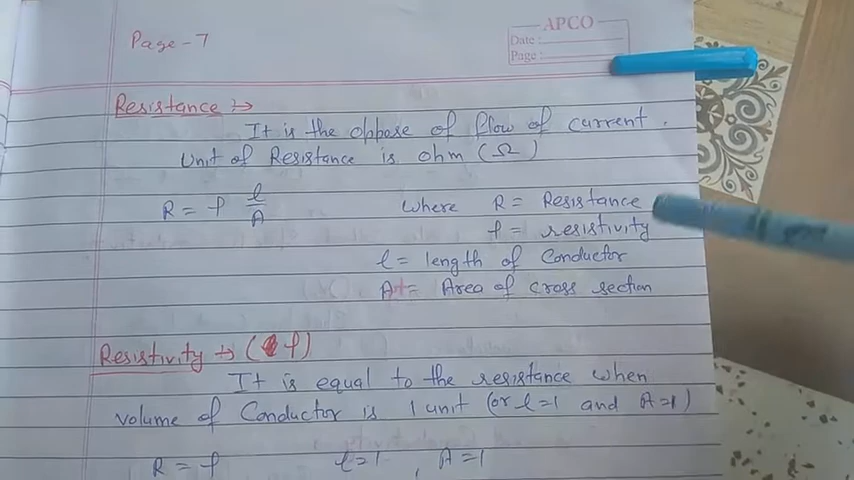 Page - 7
APCO
Date :
Page :
Resistance :→
It is the oppose of flow of current .
Unit of Resistance is ohm (Ω)
R = ρ l/A where R = Resistance
ρ = resistivity
l = length of Conductor
A = Area of cross section
Resistivity → (ρ)
It is equal to the resistance when
volume of Conductor is 1 unit (or l=1 and A=1)
R = ρ l=1 , A=1